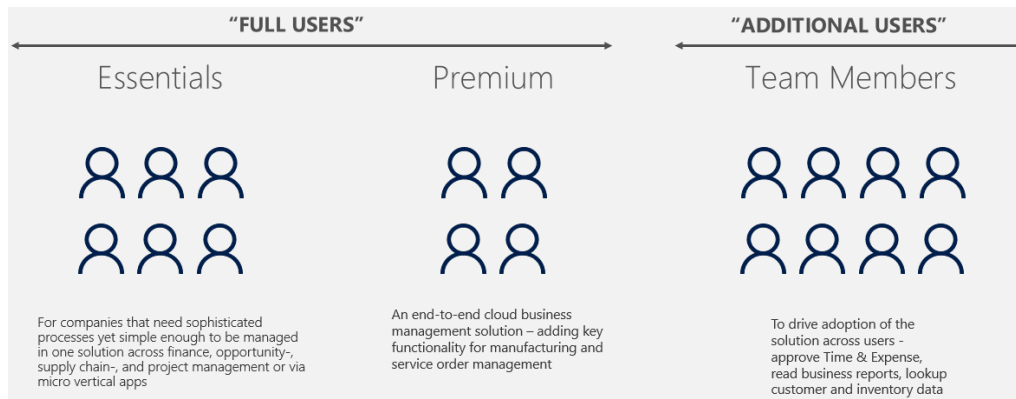 “FULL USERS”
“ADDITIONAL USERS”
Essentials
Premium
Team Members
For companies that need sophisticated
processes yet simple enough to be managed
in one solution across finance, opportunity-,
supply chain-, and project management or via
micro vertical apps
An end-to-end cloud business
management solution – adding key
functionality for manufacturing and
service order management
To drive adoption of the
solution across users -
approve Time & Expense,
read business reports, lookup
customer and inventory data